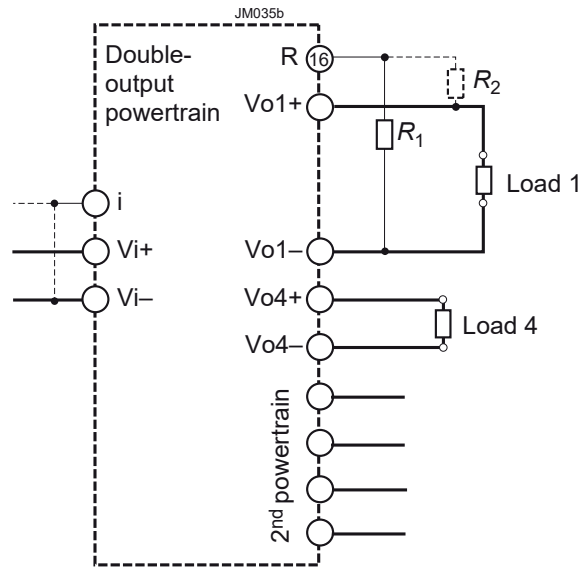 JM035b
Double-
output
powertrain
R 16
R2
Vo1+
R1
Load 1
i
Vi+
Vo1–
Vi–
Vo4+
Load 4
Vo4–
2nd powertrain